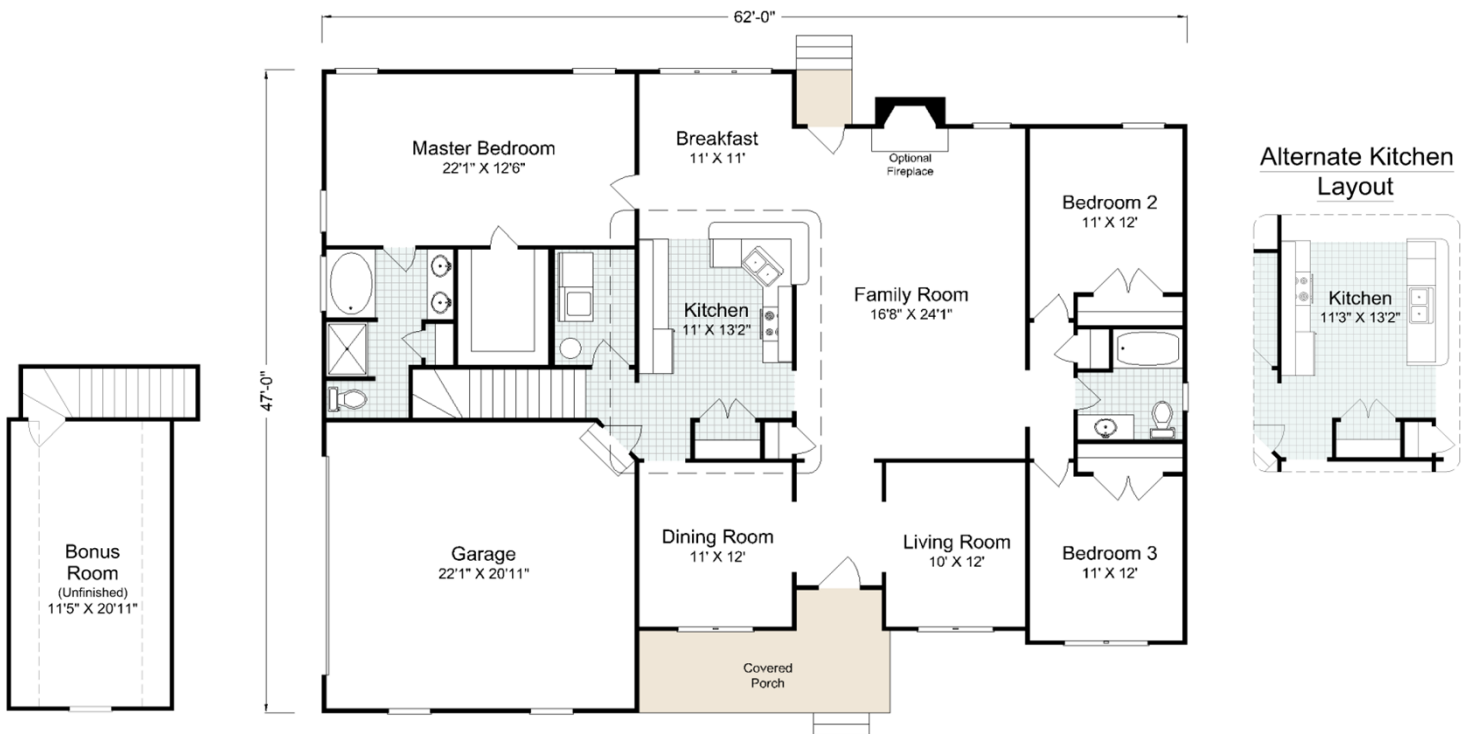 62'-0"
47'-0"
Master Bedroom
22'1" X 12'6"
Breakfast
11' X 11'
Optional
Fireplace
Bedroom 2
11' X 12'
Alternate Kitchen
Layout
Kitchen
11' X 13'2"
Family Room
16'8" X 24'1"
Kitchen
11'3" X 13'2"
Bonus
Room
(Unfinished)
11'5" X 20'11"
Garage
22'1" X 20'11"
Dining Room
11' X 12'
Living Room
10' X 12'
Bedroom 3
11' X 12'
Covered
Porch